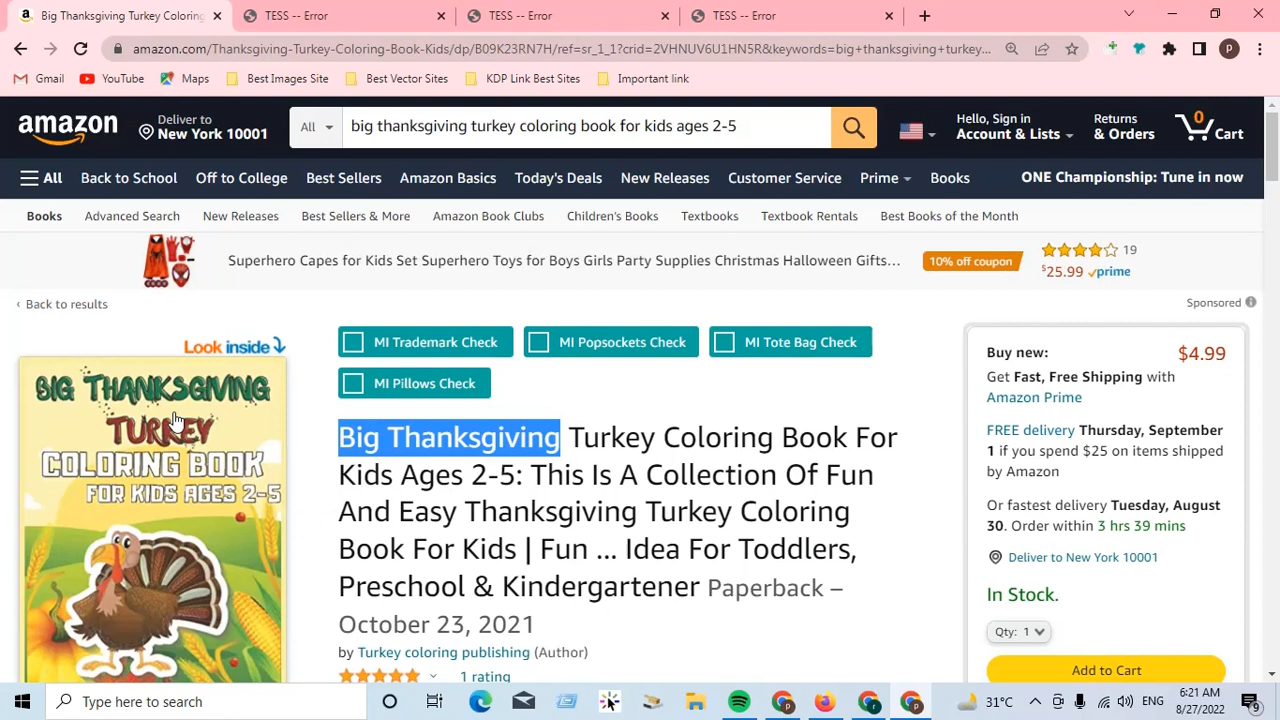 Big Thanksgiving Turkey Coloring
TESS -- Error
TESS -- Error
TESS -- Error
amazon.com/Thanksgiving-Turkey-Coloring-Book-Kids/dp/B09K23RN7H/ref=sr_1_1?crid=2VHNUV6U1HN5R&keywords=big+thanksgiving+turkey...
Gmail YouTube Maps Best Images Site Best Vector Sites KDP Link Best Sites Important link
amazon
Deliver to
New York 10001
All
big thanksgiving turkey coloring book for kids ages 2-5
Hello, Sign in
Account & Lists
Returns
& Orders
0
Cart
All Back to School Off to College Best Sellers Amazon Basics Today's Deals New Releases Customer Service Prime Books ONE Championship: Tune in now
Books Advanced Search New Releases Best Sellers & More Amazon Book Clubs Children's Books Textbooks Textbook Rentals Best Books of the Month
Superhero Capes for Kids Set Superhero Toys for Boys Girls Party Supplies Christmas Halloween Gifts...
10% off coupon
19
$25.99 prime
‹ Back to results
Sponsored
Look inside
BIG THANKSGIVING
TURKEY
COLORING BOOK
FOR KIDS AGES 2-5
MI Trademark Check
MI Popsockets Check
MI Tote Bag Check
MI Pillows Check
Big Thanksgiving Turkey Coloring Book For
Kids Ages 2-5: This Is A Collection Of Fun
And Easy Thanksgiving Turkey Coloring
Book For Kids | Fun ... Idea For Toddlers,
Preschool & Kindergartener Paperback –
October 23, 2021
by Turkey coloring publishing (Author)
1 rating
Buy new: $4.99
Get Fast, Free Shipping with
Amazon Prime
FREE delivery Thursday, September
1 if you spend $25 on items shipped
by Amazon
Or fastest delivery Tuesday, August
30. Order within 3 hrs 39 mins
Deliver to New York 10001
In Stock.
Qty: 1
Add to Cart
Type here to search
31°C
ENG
6:21 AM
8/27/2022
9